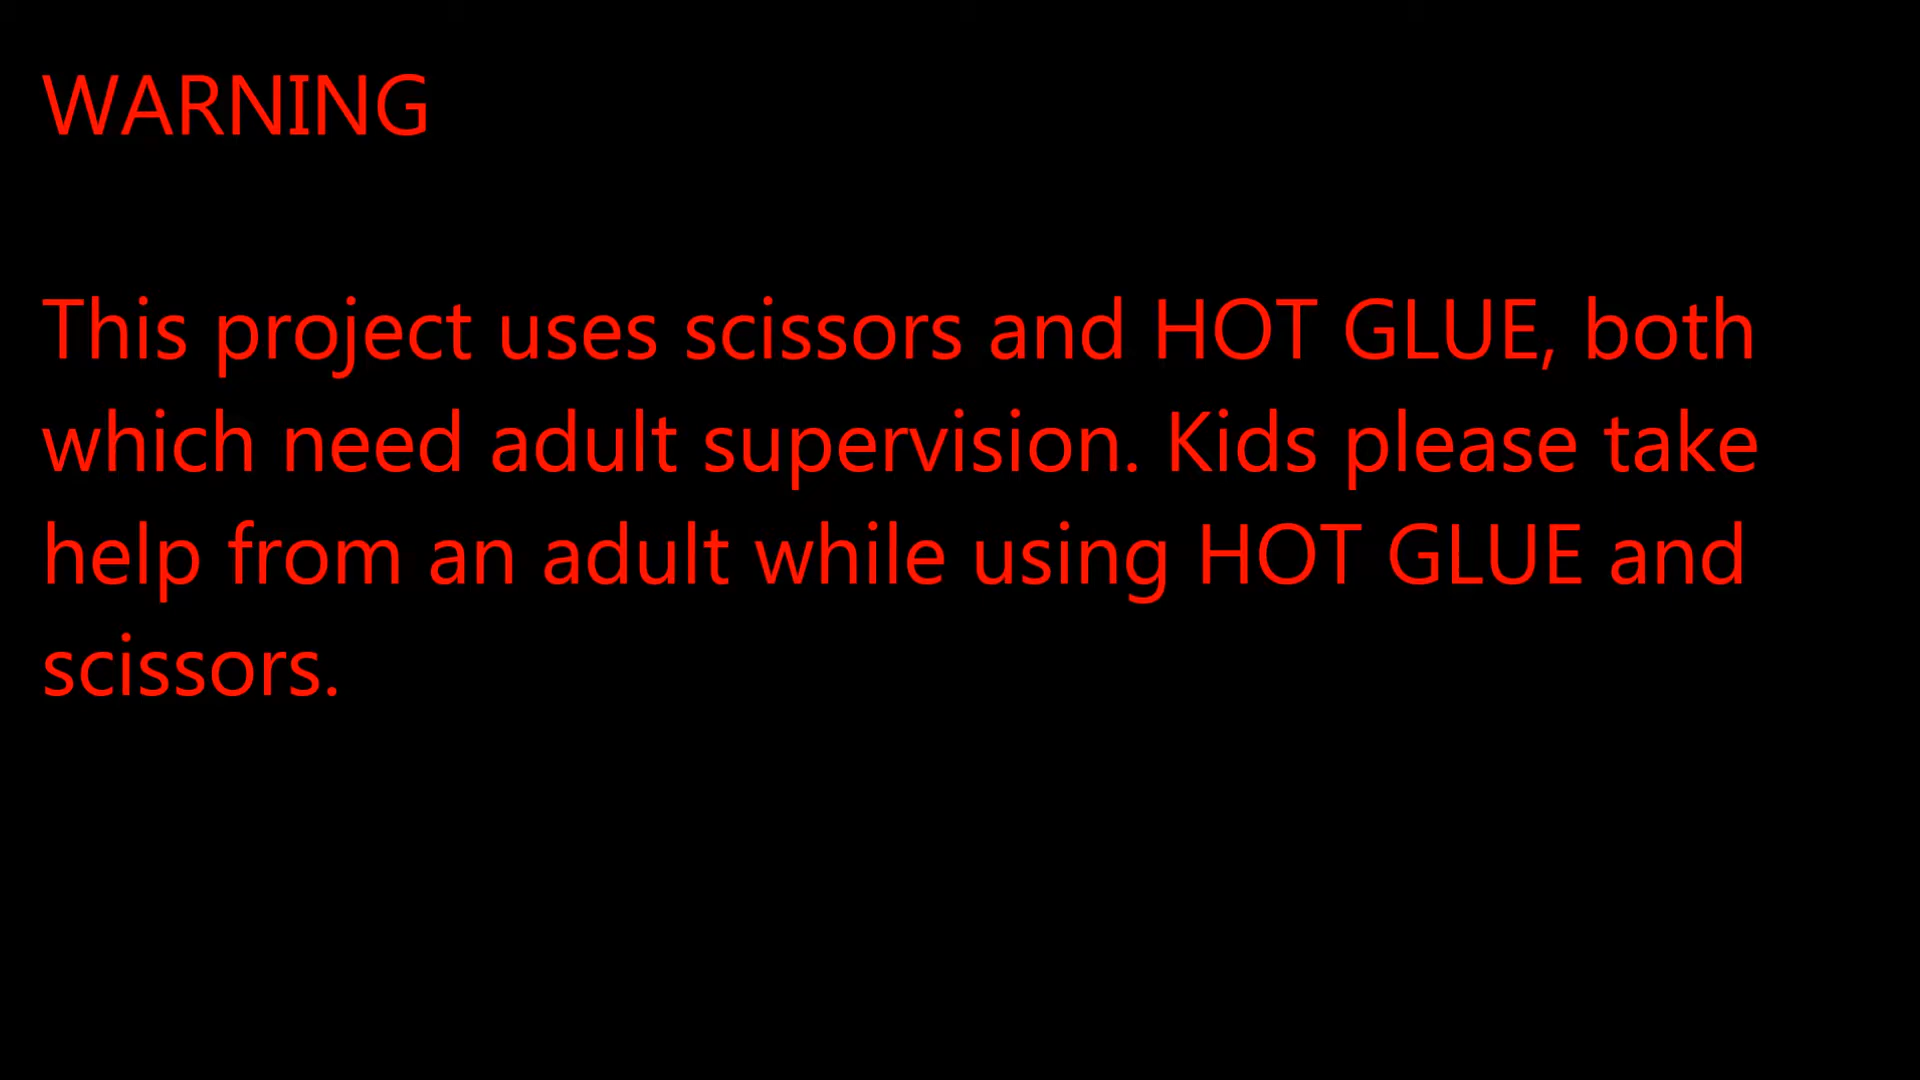 WARNING
This project uses scissors and HOT GLUE, both
which need adult supervision. Kids please take
help from an adult while using HOT GLUE and
scissors.